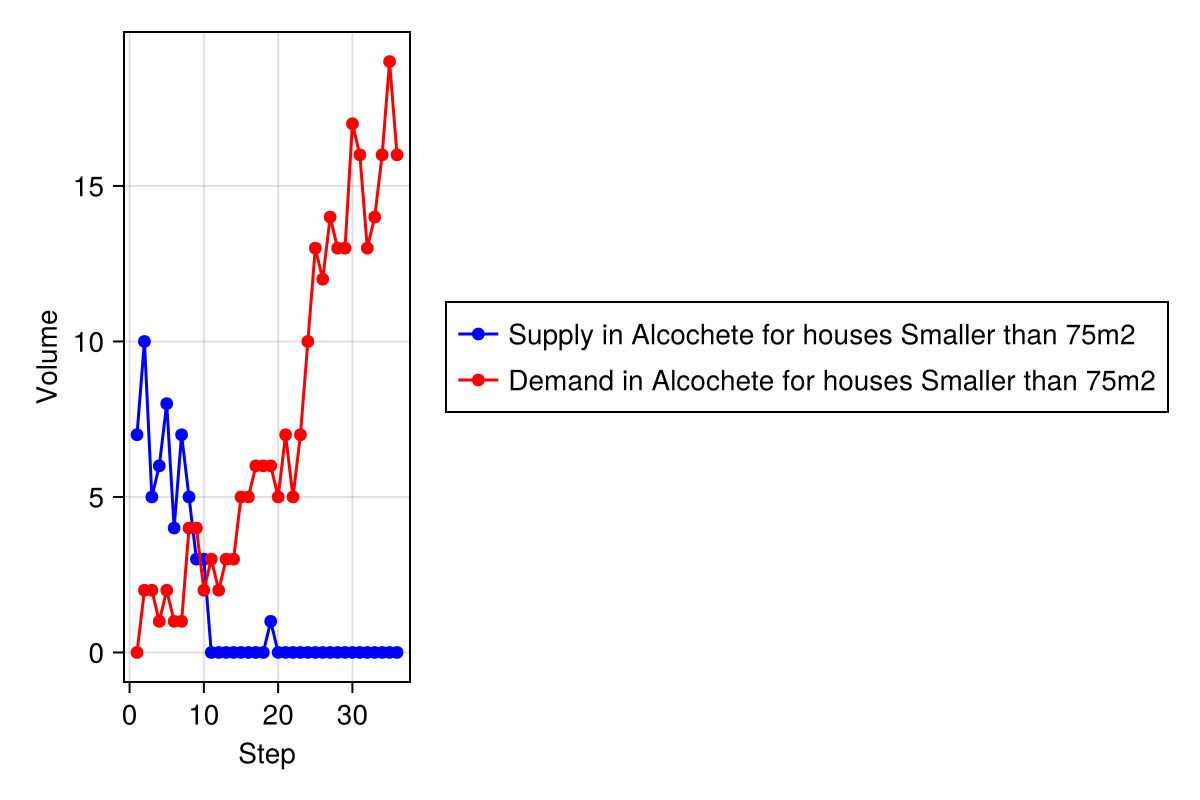 Volume
15
10
5
0
0 10 20 30
Step
Supply in Alcochete for houses Smaller than 75m2
Demand in Alcochete for houses Smaller than 75m2